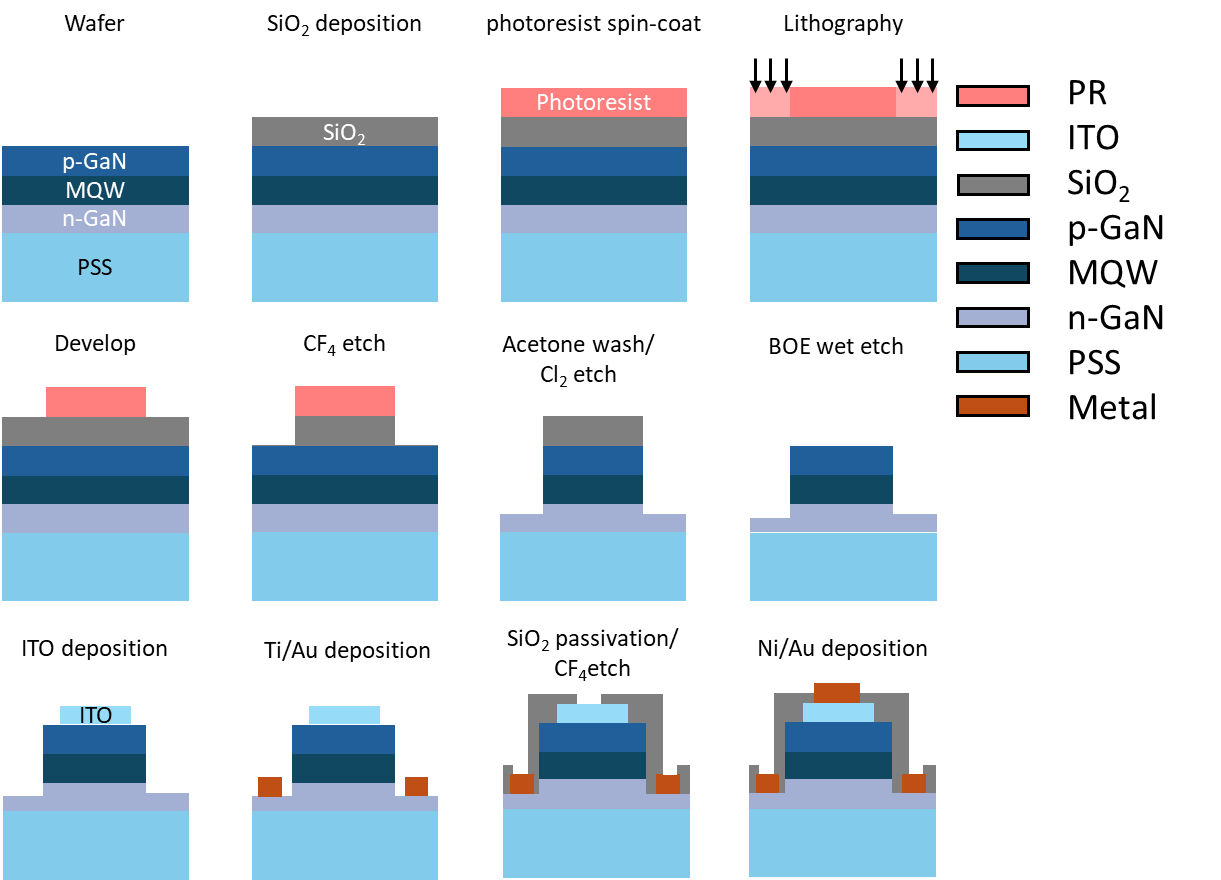 Wafer
SiO₂ deposition
photoresist spin-coat
Lithography
p-GaN
MQW
n-GaN
PSS
SiO₂
Photoresist
PR
ITO
SiO₂
p-GaN
MQW
n-GaN
PSS
Metal
Develop
CF₄ etch
Acetone wash/
Cl₂ etch
BOE wet etch
ITO deposition
Ti/Au deposition
SiO₂ passivation/
CF₄etch
Ni/Au deposition
ITO